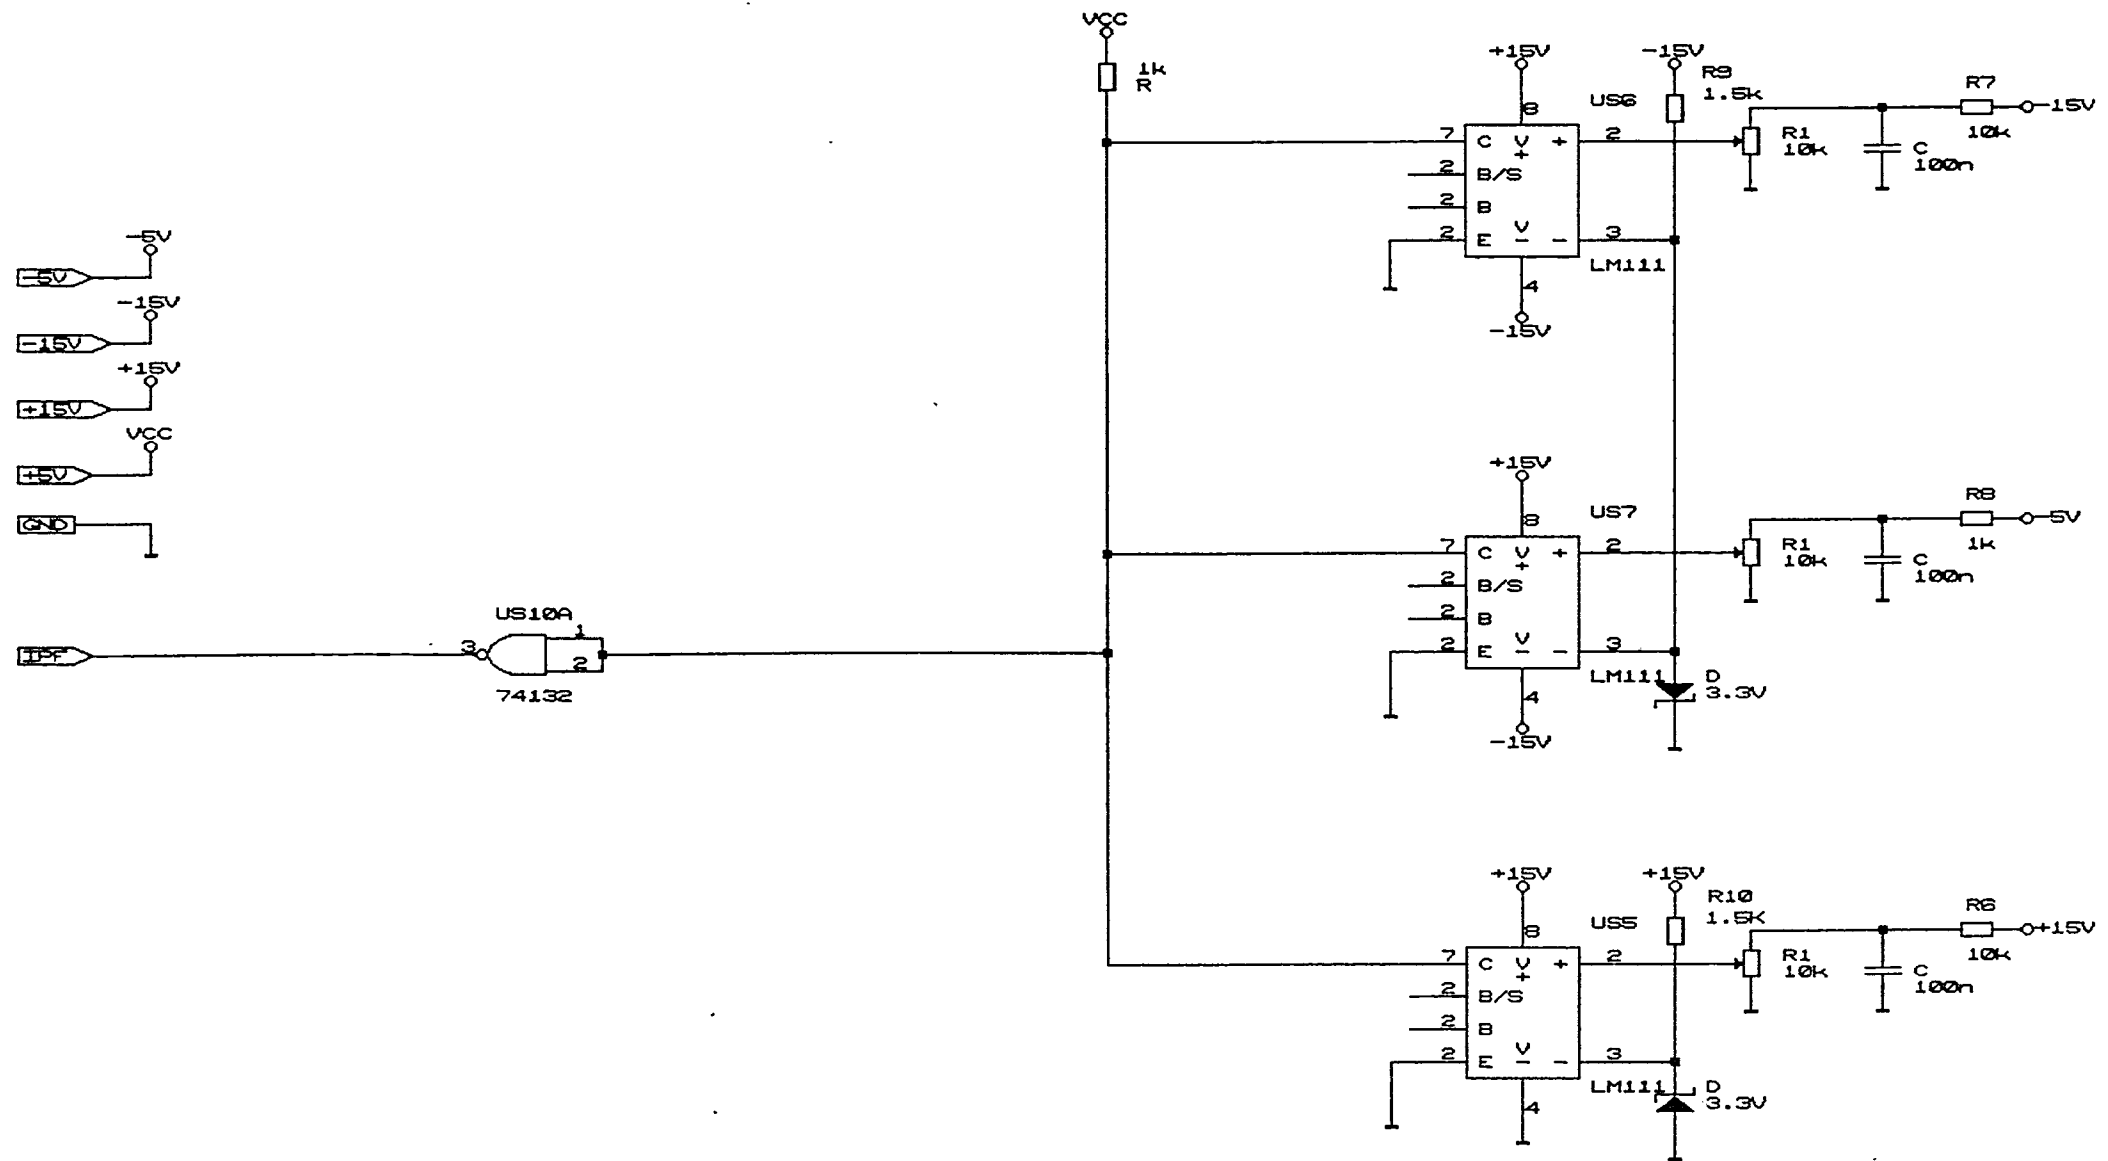 VCC
1k
R
+15V
8
US6
7
C
V
+
+
2
2
B/S
2
B
2
E
V
-
-
3
LM111
4
-15V
-15V
R9
1.5k
R1
10k
C
100n
R7
10k
-15V
-5V
-5V
-15V
-15V
+15V
+15V
VCC
+5V
GND
IPF
US10A
3
1
2
74132
+15V
8
US7
7
C
V
+
+
2
2
B/S
2
B
2
E
V
-
-
3
LM111
4
-15V
D
3.3V
R1
10k
C
100n
R8
1k
-5V
+15V
8
US5
7
C
V
+
+
2
2
B/S
2
B
2
E
V
-
-
3
LM111
4
+15V
R10
1.5K
D
3.3V
R1
10k
C
100n
R6
10k
+15V